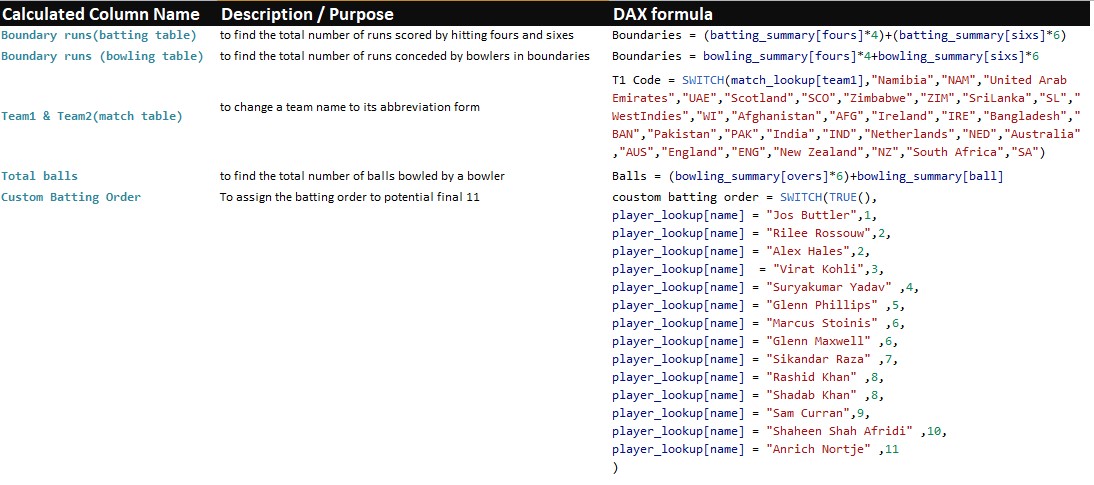 Calculated Column Name Description / Purpose DAX formula
Boundary runs(batting table) to find the total number of runs scored by hitting fours and sixes Boundaries = (batting_summary[fours]*4)+(batting_summary[sixs]*6)
Boundary runs (bowling table) to find the total number of runs conceded by bowlers in boundaries Boundaries = bowling_summary[fours]*4+bowling_summary[sixs]*6
Team1 & Team2(match table) to change a team name to its abbreviation form
T1 Code = SWITCH(match_lookup[team1],"Namibia","NAM","United Arab
Emirates","UAE","Scotland","SCO","Zimbabwe","ZIM","SriLanka","SL","
WestIndies","WI","Afghanistan","AFG","Ireland","IRE","Bangladesh","
BAN","Pakistan","PAK","India","IND","Netherlands","NED","Australia"
,"AUS","England","ENG","New Zealand","NZ","South Africa","SA")
Total balls to find the total number of balls bowled by a bowler Balls = (bowling_summary[overs]*6)+bowling_summary[ball]
Custom Batting Order To assign the batting order to potential final 11 coustom batting order = SWITCH(TRUE(),
player_lookup[name] = "Jos Buttler",1,
player_lookup[name] = "Rilee Rossouw",2,
player_lookup[name] = "Alex Hales",2,
player_lookup[name]  = "Virat Kohli",3,
player_lookup[name] = "Suryakumar Yadav" ,4,
player_lookup[name] = "Glenn Phillips" ,5,
player_lookup[name] = "Marcus Stoinis" ,6,
player_lookup[name] = "Glenn Maxwell" ,6,
player_lookup[name] = "Sikandar Raza" ,7,
player_lookup[name] = "Rashid Khan" ,8,
player_lookup[name] = "Shadab Khan" ,8,
player_lookup[name] = "Sam Curran",9,
player_lookup[name] = "Shaheen Shah Afridi" ,10,
player_lookup[name] = "Anrich Nortje" ,11
)